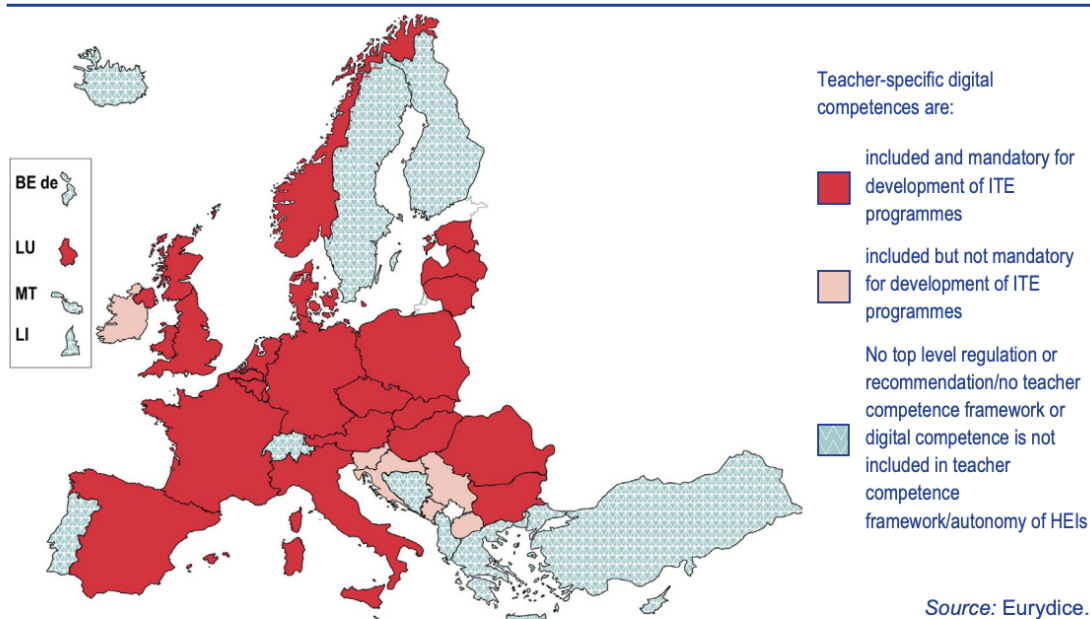 BE de
LU
MT
LI
Teacher-specific digital
competences are:
included and mandatory for
development of ITE
programmes
included but not mandatory
for development of ITE
programmes
No top level regulation or
recommendation/no teacher
competence framework or
digital competence is not
included in teacher
competence
framework/autonomy of HEIs
Source: Eurydice.